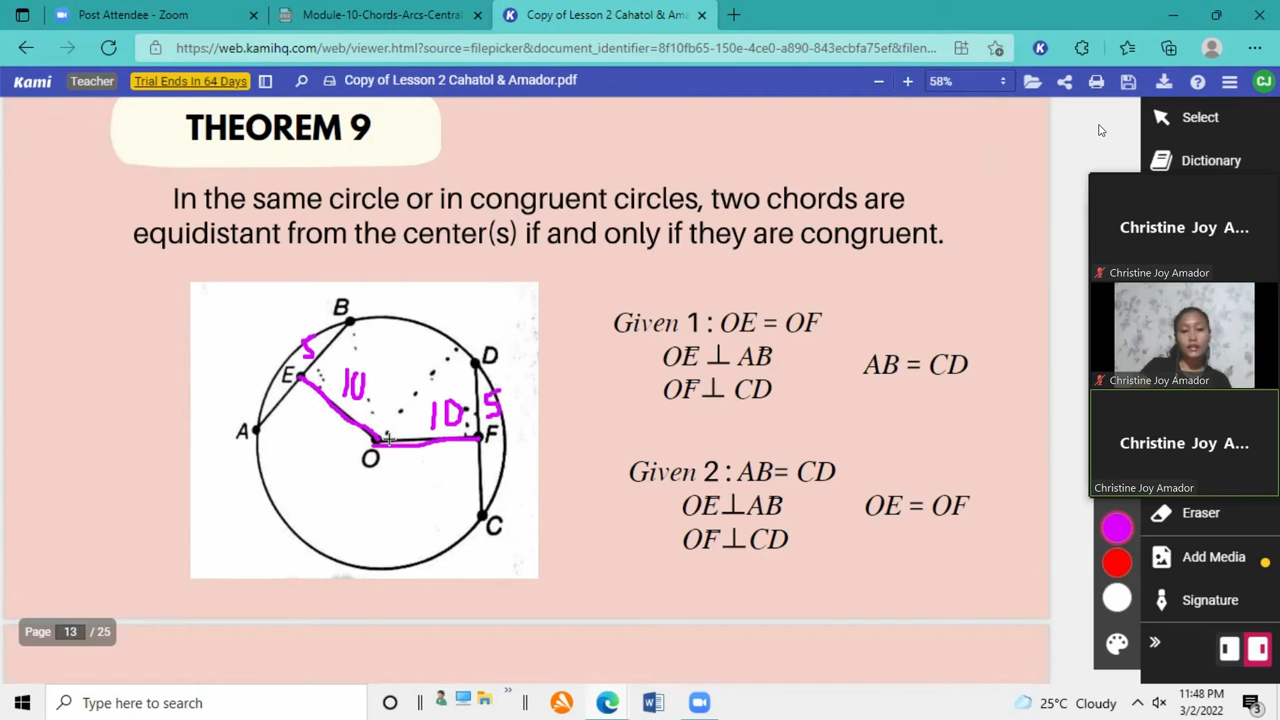 Post Attendee - Zoom
Module-10-Chords-Arcs-Central
Copy of Lesson 2 Cahatol & Ama
https://web.kamihq.com/web/viewer.html?source=filepicker&document_identifier=8f10fb65-150e-4ce0-a890-843ecbfa75ef&filen...
Kami
Teacher
Trial Ends In 64 Days
Copy of Lesson 2 Cahatol & Amador.pdf
58%
CJ
THEOREM 9
In the same circle or in congruent circles, two chords are
equidistant from the center(s) if and only if they are congruent.
B
5
D
E
10
5
10
A
F
O
C
Given 1 : OE = OF
OE ⊥ AB
AB = CD
OF ⊥ CD
Given 2 : AB= CD
OE⊥AB
OE = OF
OF⊥CD
Select
Dictionary
Christine Joy A...
Christine Joy Amador
Christine Joy Amador
Christine Joy A...
Christine Joy Amador
Eraser
Add Media
Signature
Page 13 / 25
Type here to search
25°C Cloudy
11:48 PM
3/2/2022
3